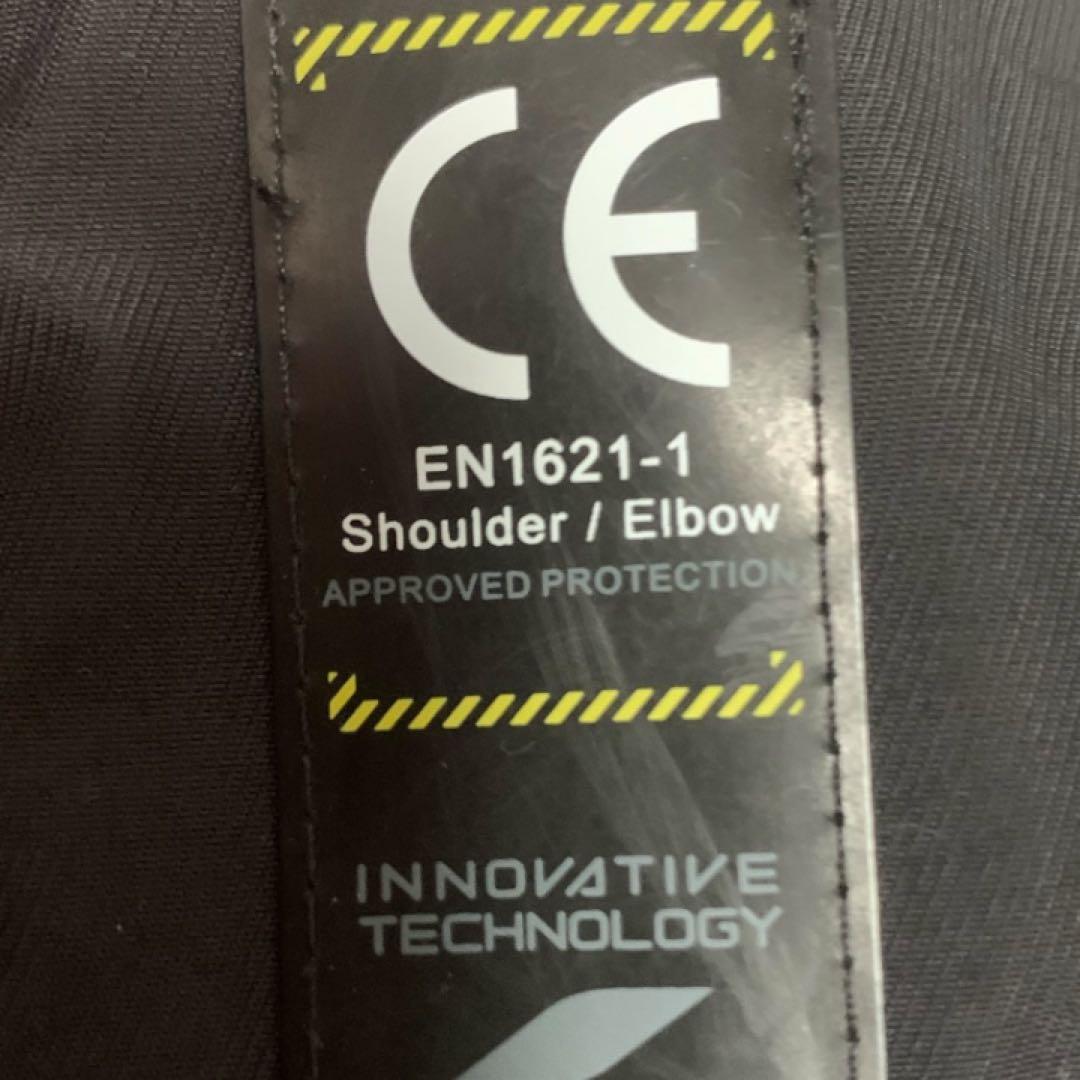 CE
EN1621-1
Shoulder / Elbow
APPROVED PROTECTION
INNOVATIVE
TECHNOLOGY